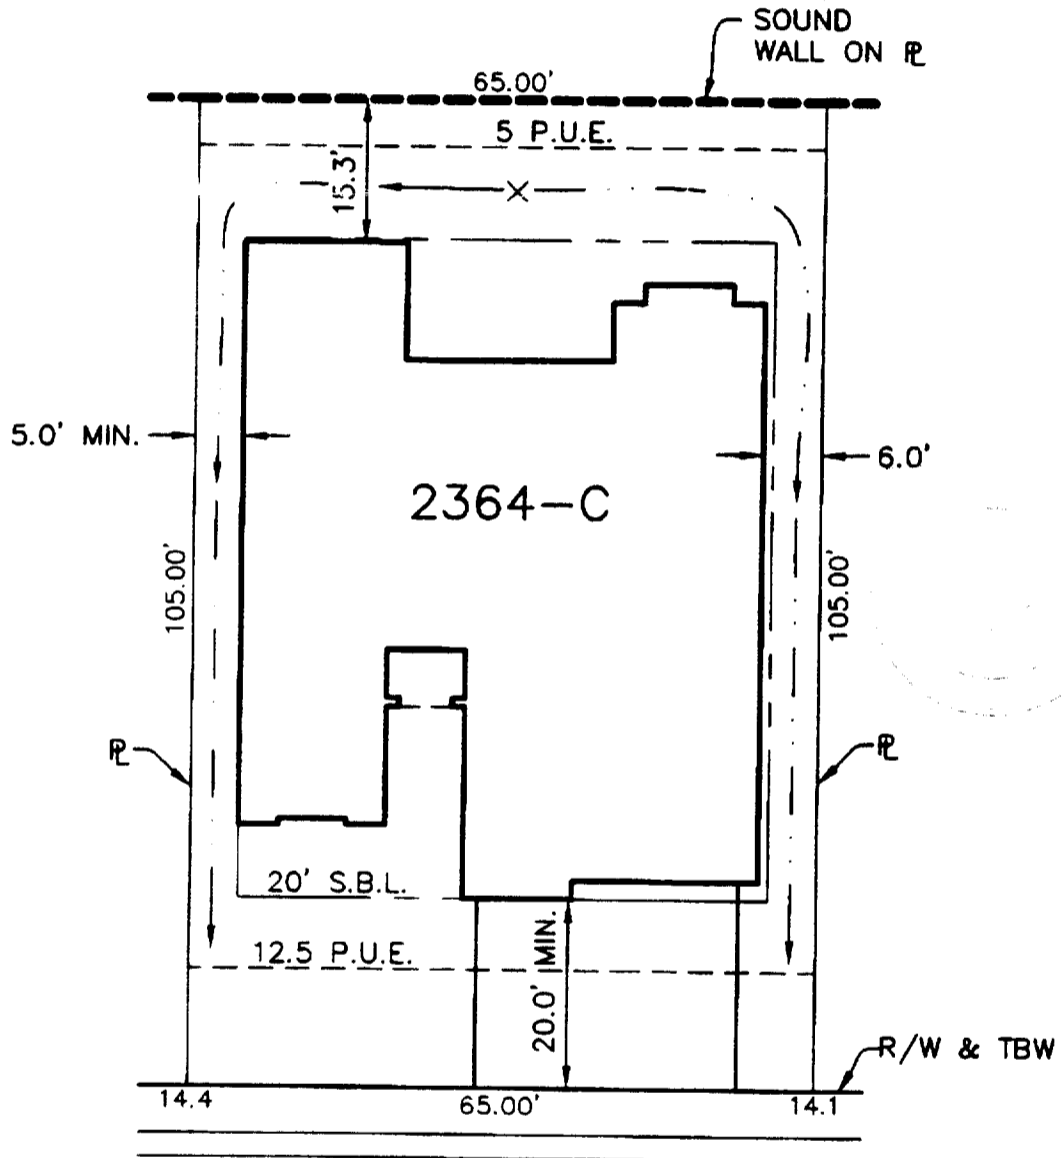 SOUND
WALL ON ⅊
65.00'
5 P.U.E.
15.3'
X
5.0' MIN.
6.0'
2364-C
105.00'
105.00'
⅊
⅊
20' S.B.L.
12.5 P.U.E.
20.0' MIN.
R/W & TBW
14.4
65.00'
14.1